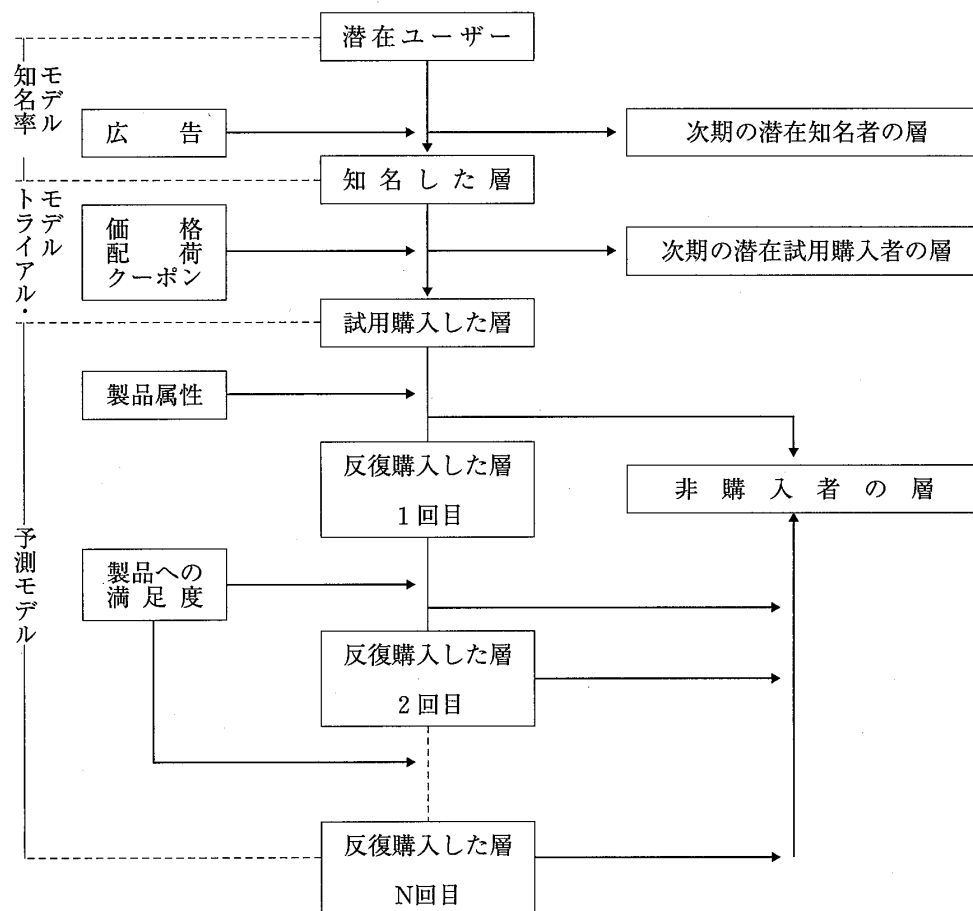 潜在ユーザー
知名率
モデル
広告
次期の潜在知名者の層
知名した層
トライアル・
モデル
価格
配荷
クーポン
次期の潜在試用購入者の層
試用購入した層
製品属性
反復購入した層
1回目
非購入者の層
予測モデル
製品への
満足度
反復購入した層
2回目
反復購入した層
N回目